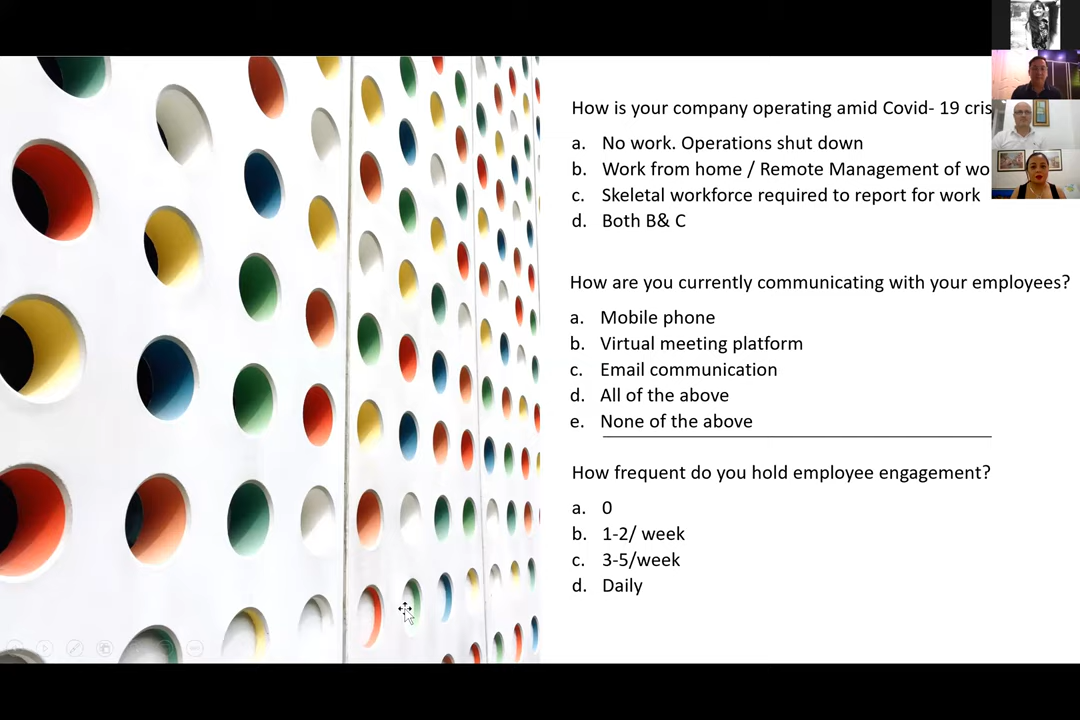 How is your company operating amid Covid- 19 cris
a. No work. Operations shut down
b. Work from home / Remote Management of wo
c. Skeletal workforce required to report for work
d. Both B& C
How are you currently communicating with your employees?
a. Mobile phone
b. Virtual meeting platform
c. Email communication
d. All of the above
e. None of the above
How frequent do you hold employee engagement?
a. 0
b. 1-2/ week
c. 3-5/week
d. Daily